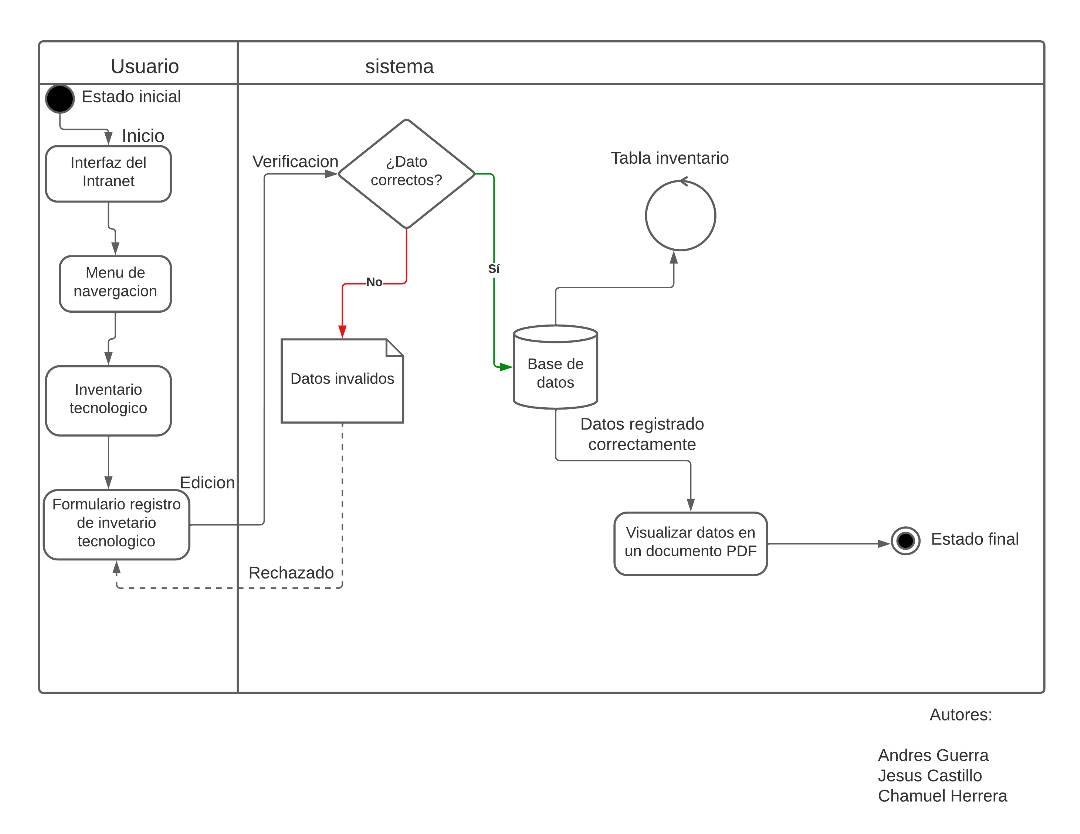 Usuario
sistema
Estado inicial
Inicio
Interfaz del
Intranet
Menu de
navergacion
Inventario
tecnologico
Edicion
Formulario registro
de invetario
tecnologico
Verificacion
¿Dato
correctos?
No
Sí
Datos invalidos
Rechazado
Tabla inventario
Base de
datos
Datos registrado
correctamente
Visualizar datos en
un documento PDF
Estado final
Autores:
Andres Guerra
Jesus Castillo
Chamuel Herrera